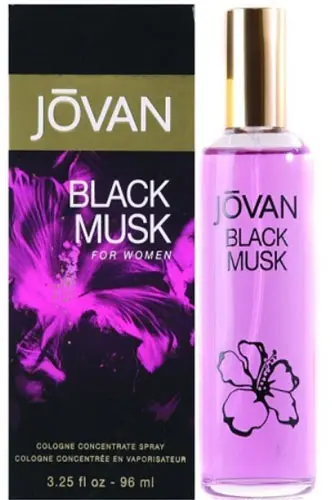 JŌVAN
BLACK
MUSK
FOR WOMEN
COLOGNE CONCENTRATE SPRAY
COLOGNE CONCENTRÉE EN VAPORISATEUR
3.25 fl oz - 96 ml
JŌVAN
BLACK
MUSK